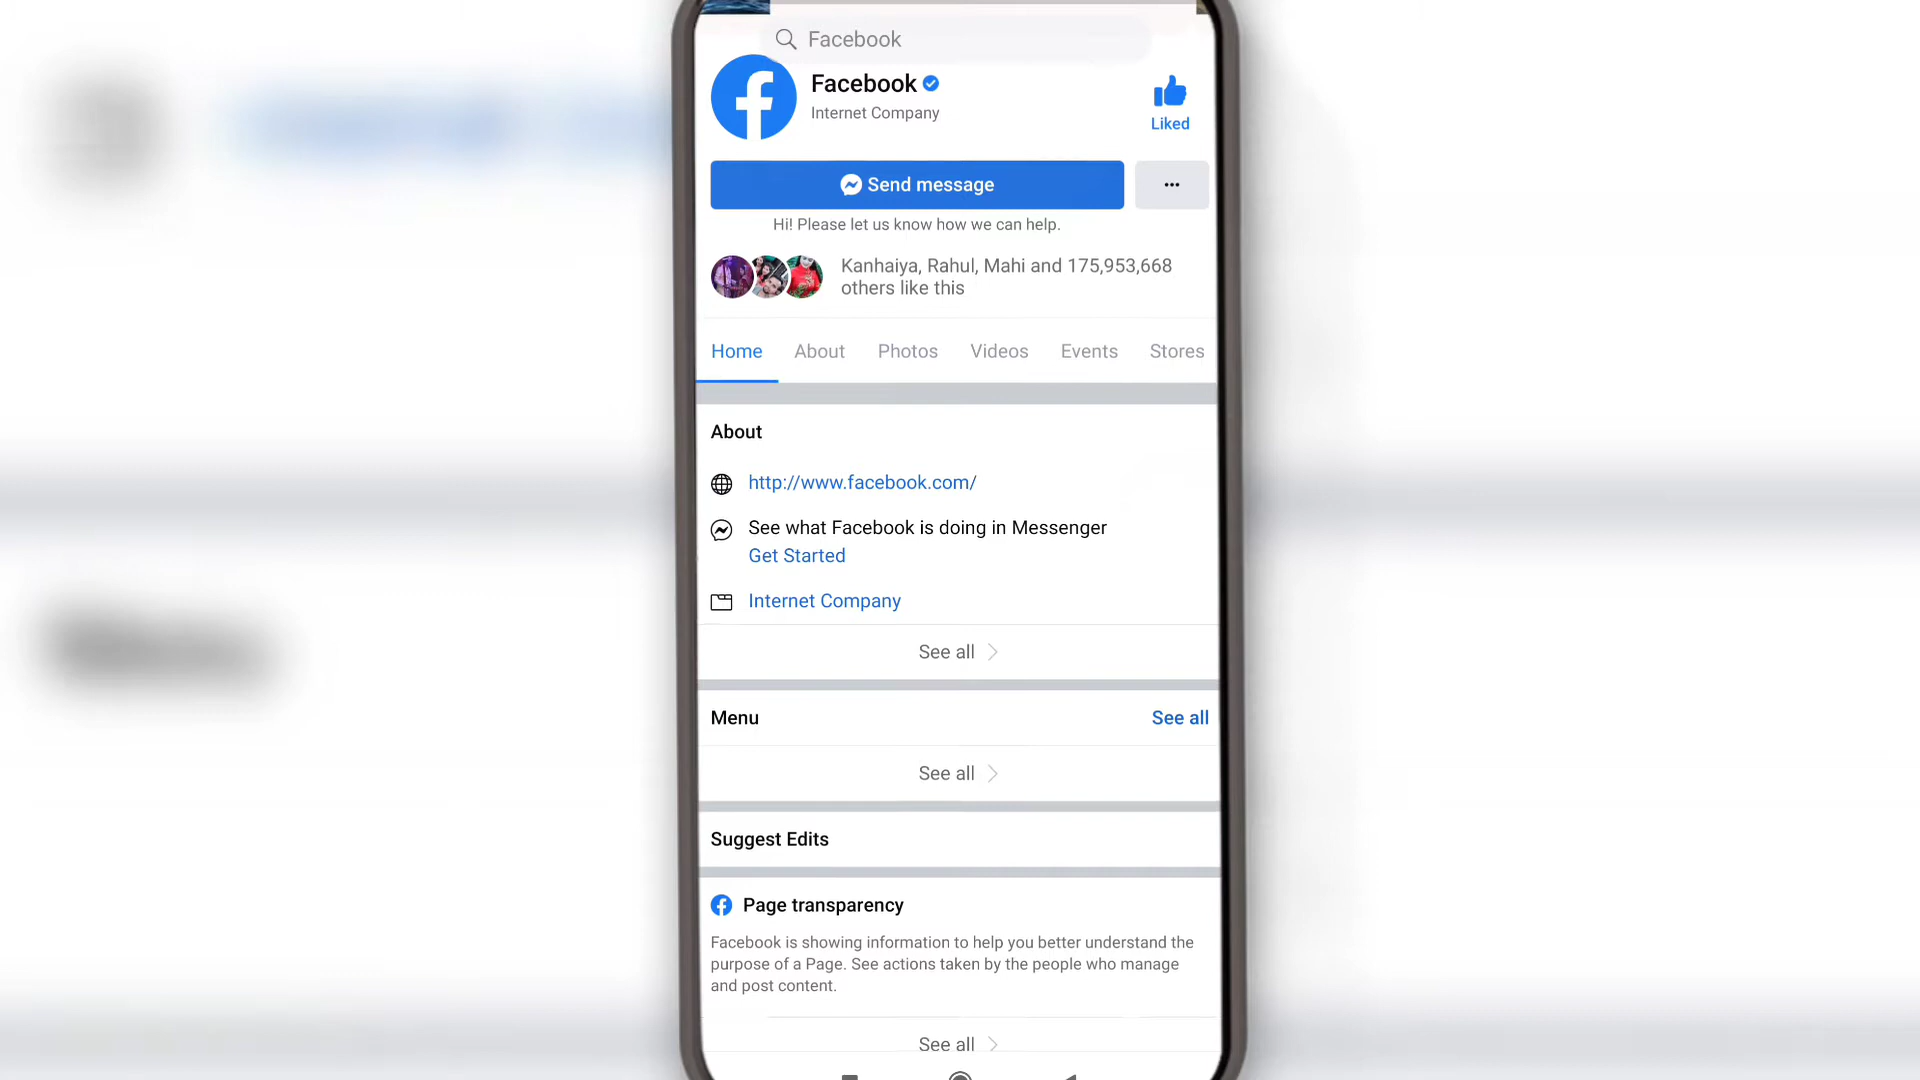 Facebook
Facebook
Internet Company
Liked
Send message
...
Hi! Please let us know how we can help.
Kanhaiya, Rahul, Mahi and 175,953,668
others like this
Home About Photos Videos Events Stores
About
http://www.facebook.com/
See what Facebook is doing in Messenger
Get Started
Internet Company
See all
Menu See all
See all
Suggest Edits
Page transparency
Facebook is showing information to help you better understand the
purpose of a Page. See actions taken by the people who manage
and post content.
See all